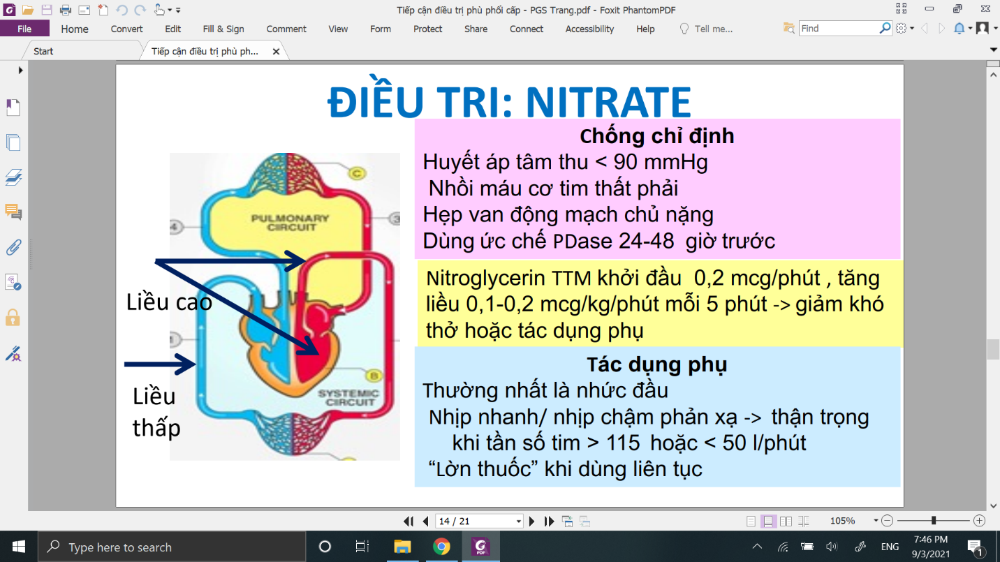 Tiếp cận điều trị phù phổi cấp - PGS Trang.pdf - Foxit PhantomPDF
File Home Convert Edit Fill & Sign Comment View Form Protect Share Connect Accessibility Help Tell me... Find
Start Tiếp cận điều trị phù ph...
ĐIỀU TRI: NITRATE
Chống chỉ định
Huyết áp tâm thu < 90 mmHg
Nhồi máu cơ tim thất phải
Hẹp van động mạch chủ nặng
Dùng ức chế PDase 24-48 giờ trước
C
PULMONARY
CIRCUIT
4
3
Liều cao
Nitroglycerin TTM khởi đầu 0,2 mcg/phút , tăng
liều 0,1-0,2 mcg/kg/phút mỗi 5 phút -> giảm khó
thở hoặc tác dụng phụ
B
SYSTEMIC
CIRCUIT
Liều
thấp
Tác dụng phụ
Thường nhất là nhức đầu
Nhịp nhanh/ nhịp chậm phản xạ -> thận trọng
khi tần số tim > 115 hoặc < 50 l/phút
“Lờn thuốc” khi dùng liên tục
14 / 21
105%
Type here to search
PDF
ENG
7:46 PM
9/3/2021
1